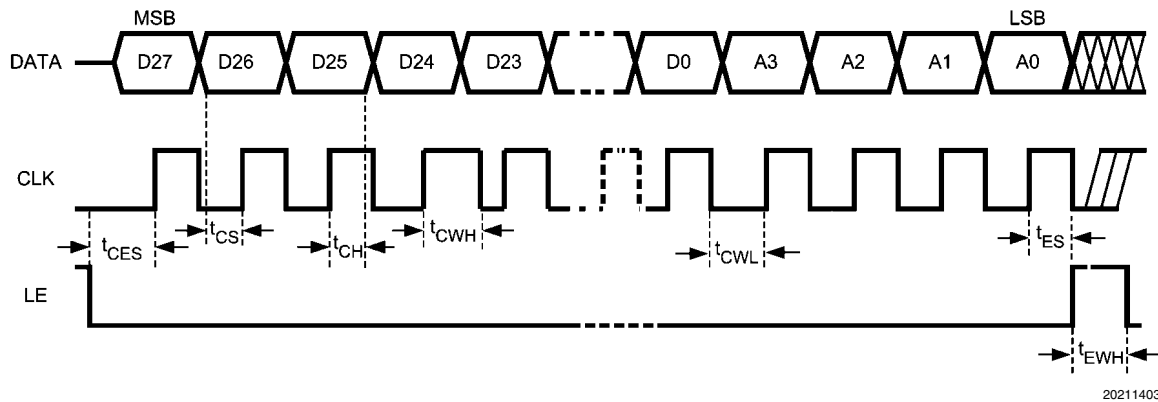 MSB LSB
DATA D27 D26 D25 D24 D23 D0 A3 A2 A1 A0
CLK
tCES tCS tCH tCWH tCWL tES
LE
tEWH
20211403